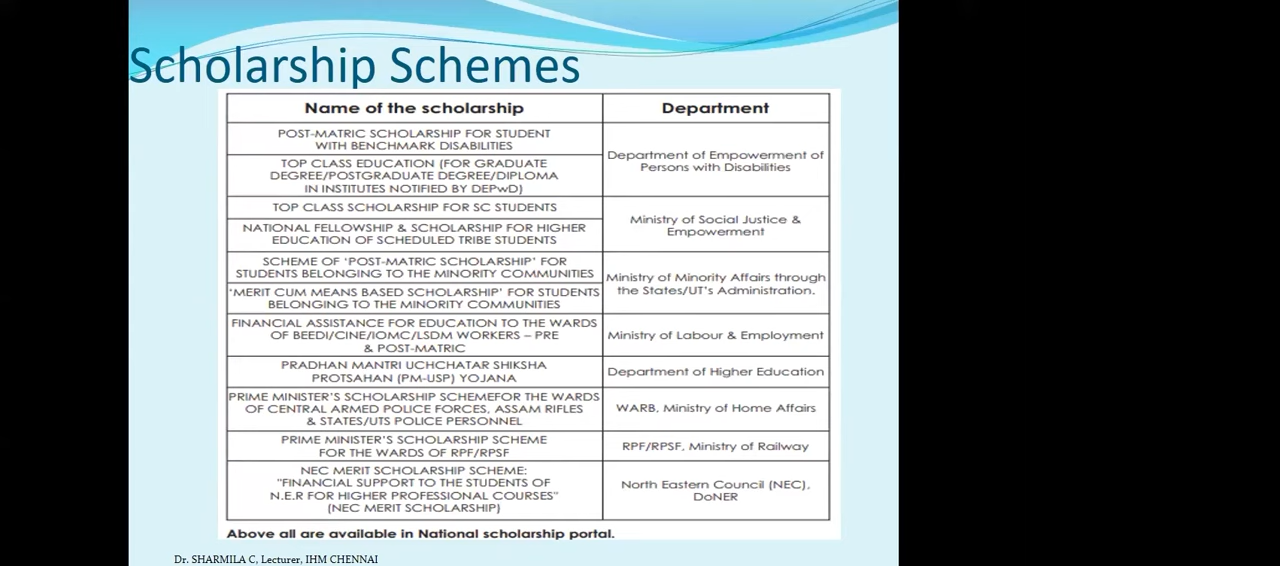 Scholarship Schemes
Name of the scholarship
Department
POST-MATRIC SCHOLARSHIP FOR STUDENT
WITH BENCHMARK DISABILITIES
Department of Empowerment of
Persons with Disabilities
TOP CLASS EDUCATION (FOR GRADUATE
DEGREE/POSTGRADUATE DEGREE/DIPLOMA
IN INSTITUTES NOTIFIED BY DEPwD)
TOP CLASS SCHOLARSHIP FOR SC STUDENTS
Ministry of Social Justice &
Empowerment
NATIONAL FELLOWSHIP & SCHOLARSHIP FOR HIGHER
EDUCATION OF SCHEDULED TRIBE STUDENTS
SCHEME OF ‘POST-MATRIC SCHOLARSHIP’ FOR
STUDENTS BELONGING TO THE MINORITY COMMUNITIES
Ministry of Minority Affairs through
the States/UT’s Administration.
‘MERIT CUM MEANS BASED SCHOLARSHIP’ FOR STUDENTS
BELONGING TO THE MINORITY COMMUNITIES
FINANCIAL ASSISTANCE FOR EDUCATION TO THE WARDS
OF BEEDI/CINE/IOMC/LSDM WORKERS – PRE
& POST-MATRIC
Ministry of Labour & Employment
PRADHAN MANTRI UCHCHATAR SHIKSHA
PROTSAHAN (PM-USP) YOJANA
Department of Higher Education
PRIME MINISTER’S SCHOLARSHIP SCHEMEFOR THE WARDS
OF CENTRAL ARMED POLICE FORCES, ASSAM RIFLES
& STATES/UTS POLICE PERSONNEL
WARB, Ministry of Home Affairs
PRIME MINISTER’S SCHOLARSHIP SCHEME
FOR THE WARDS OF RPF/RPSF
RPF/RPSF, Ministry of Railway
NEC MERIT SCHOLARSHIP SCHEME:
"FINANCIAL SUPPORT TO THE STUDENTS OF
N.E.R FOR HIGHER PROFESSIONAL COURSES"
(NEC MERIT SCHOLARSHIP)
North Eastern Council (NEC),
DoNER
Above all are available in National scholarship portal.
Dr. SHARMILA C, Lecturer, IHM CHENNAI